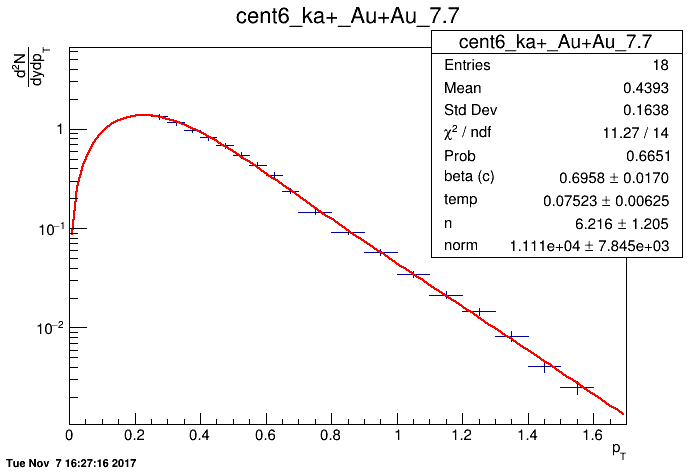 cent6_ka+_Au+Au_7.7
d²N
dydp_T
cent6_ka+_Au+Au_7.7
Entries 18
Mean 0.4393
Std Dev 0.1638
χ² / ndf 11.27 / 14
Prob 0.6651
beta (c) 0.6958 ± 0.0170
temp 0.07523 ± 0.00625
n 6.216 ± 1.205
norm 1.111e+04 ± 7.845e+03
1
10⁻¹
10⁻²
0 0.2 0.4 0.6 0.8 1 1.2 1.4 1.6
p_T
Tue Nov 7 16:27:16 2017